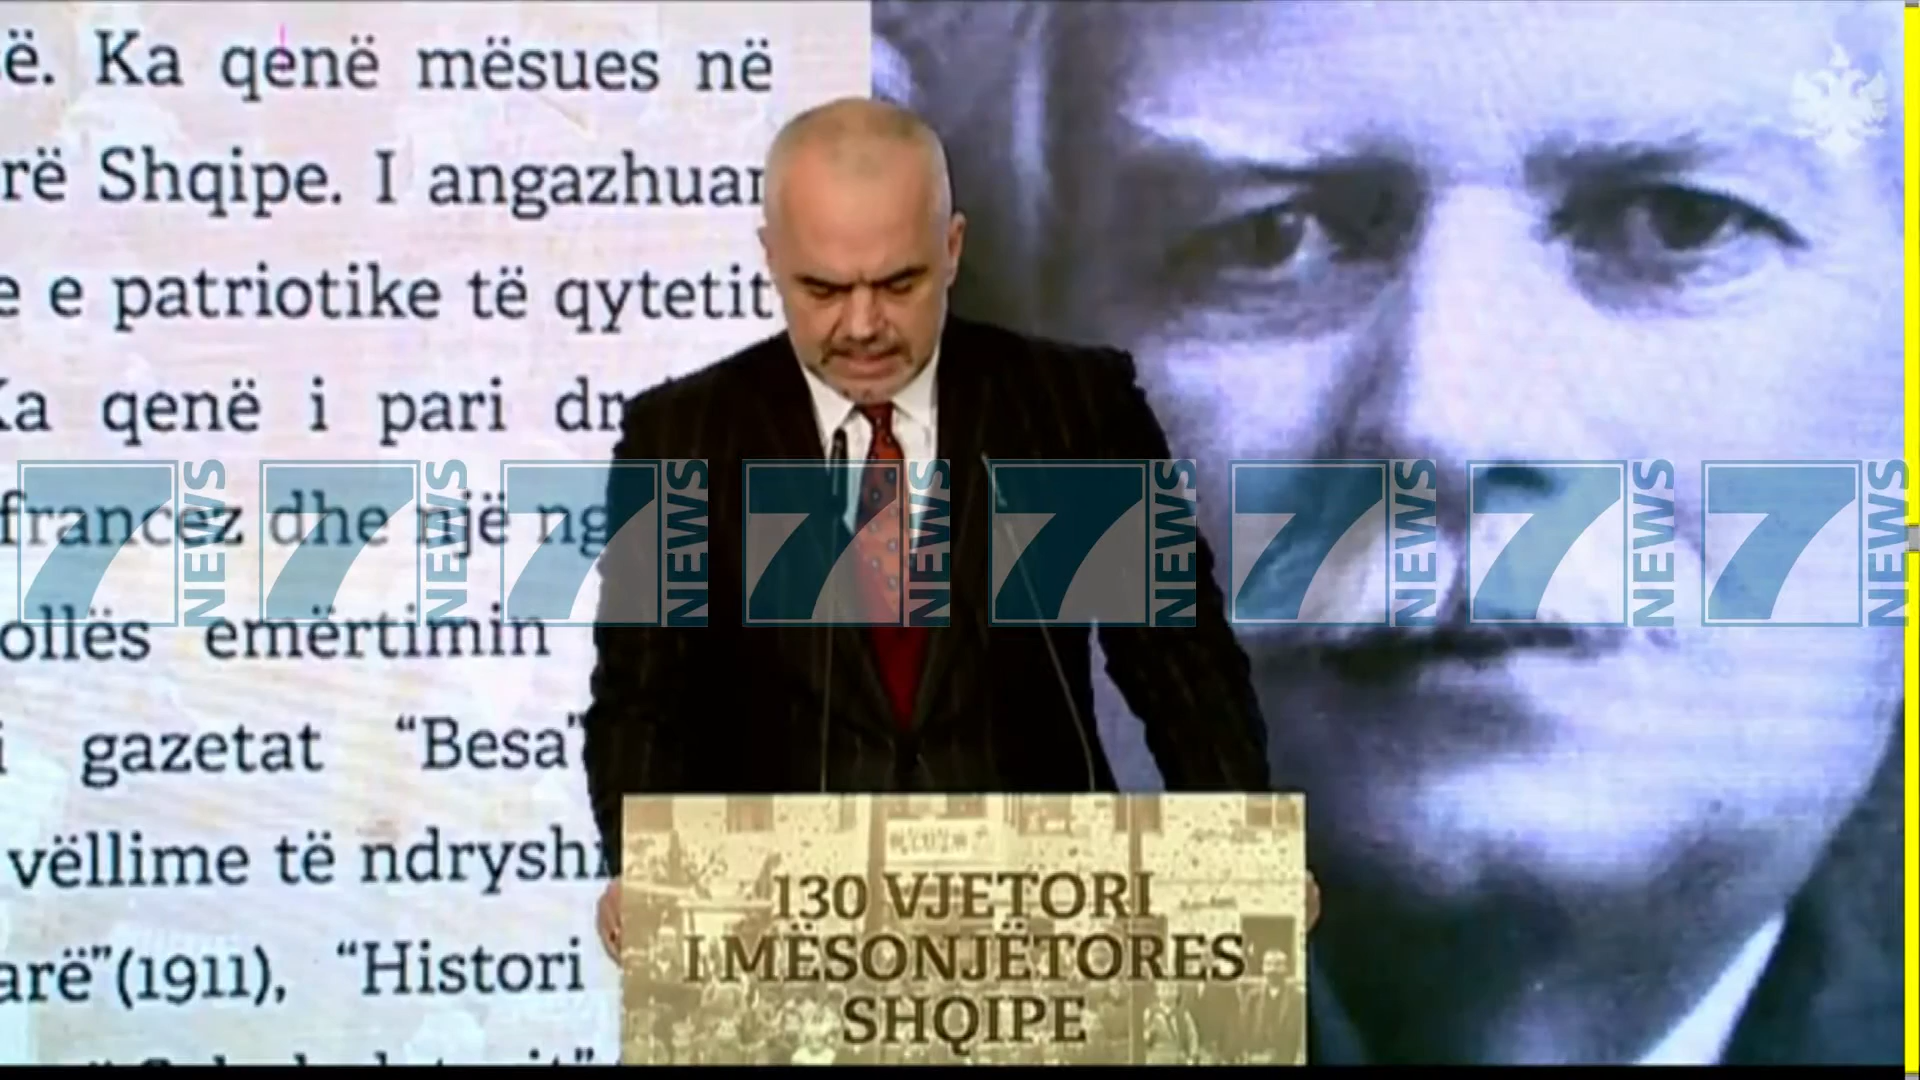 ë. Ka qenë mësues në
rë Shqipe. I angazhuar
e e patriotike të qytetit
Ka qenë i pari
francez dhe një
ollës emërtimin
i gazetat “Besa”
vëllime të ndryshi
arë”(1911), “Histori
7 NEWS 7 NEWS 7 NEWS 7 NEWS 7 NEWS 7 NEWS 7 NEWS 7 NEWS
130 VJETORI
I MËSONJËTORES
SHQIPE